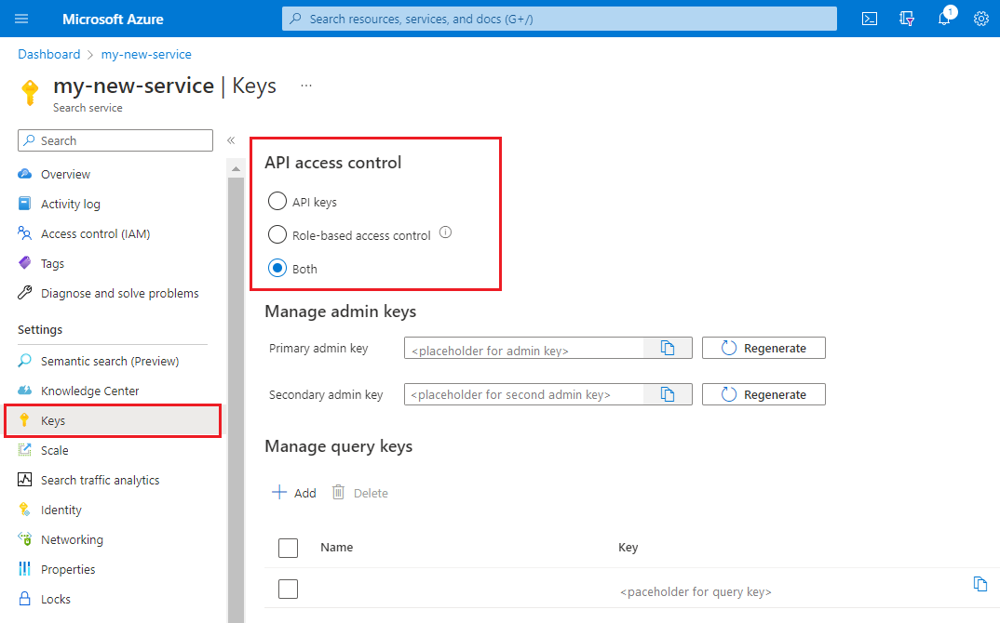 Microsoft Azure
Search resources, services, and docs (G+/)
1
Dashboard > my-new-service
my-new-service | Keys ...
Search service
Search
«
Overview
Activity log
Access control (IAM)
Tags
Diagnose and solve problems
Settings
Semantic search (Preview)
Knowledge Center
Keys
Scale
Search traffic analytics
Identity
Networking
Properties
Locks
API access control
API keys
Role-based access control
Both
Manage admin keys
Primary admin key <placeholder for admin key> Regenerate
Secondary admin key <placeholder for second admin key> Regenerate
Manage query keys
Add Delete
Name Key
<paceholder for query key>